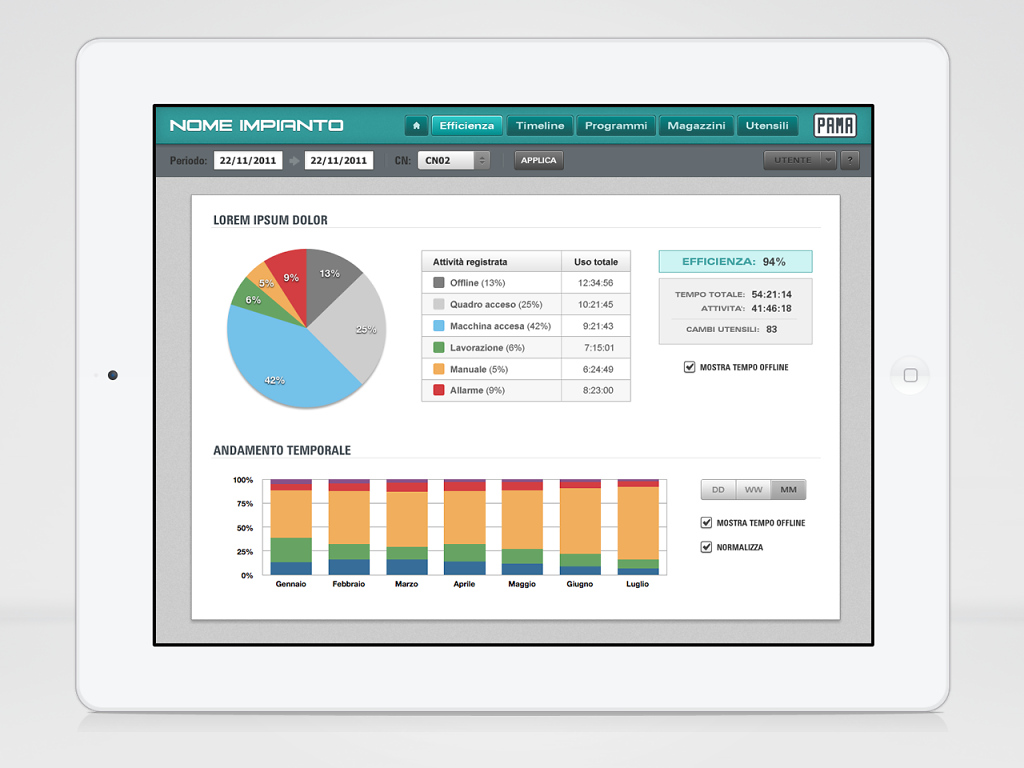 NOME IMPIANTO
Efficienza
Timeline
Programmi
Magazzini
Utensili
PAMA
Periodo:
22/11/2011
22/11/2011
CN:
CN02
APPLICA
UTENTE
?
LOREM IPSUM DOLOR
9%
13%
5%
6%
25%
42%
Attività registrata Uso totale
Offline (13%) 12:34:56
Quadro acceso (25%) 10:21:45
Macchina accesa (42%) 9:21:43
Lavorazione (6%) 7:15:01
Manuale (5%) 6:24:49
Allarme (9%) 8:23:00
EFFICIENZA: 94%
TEMPO TOTALE: 54:21:14
ATTIVITA': 41:46:18
CAMBI UTENSILI: 83
MOSTRA TEMPO OFFLINE
ANDAMENTO TEMPORALE
100%
75%
50%
25%
0%
Gennaio
Febbraio
Marzo
Aprile
Maggio
Giugno
Luglio
DD
WW
MM
MOSTRA TEMPO OFFLINE
NORMALIZZA